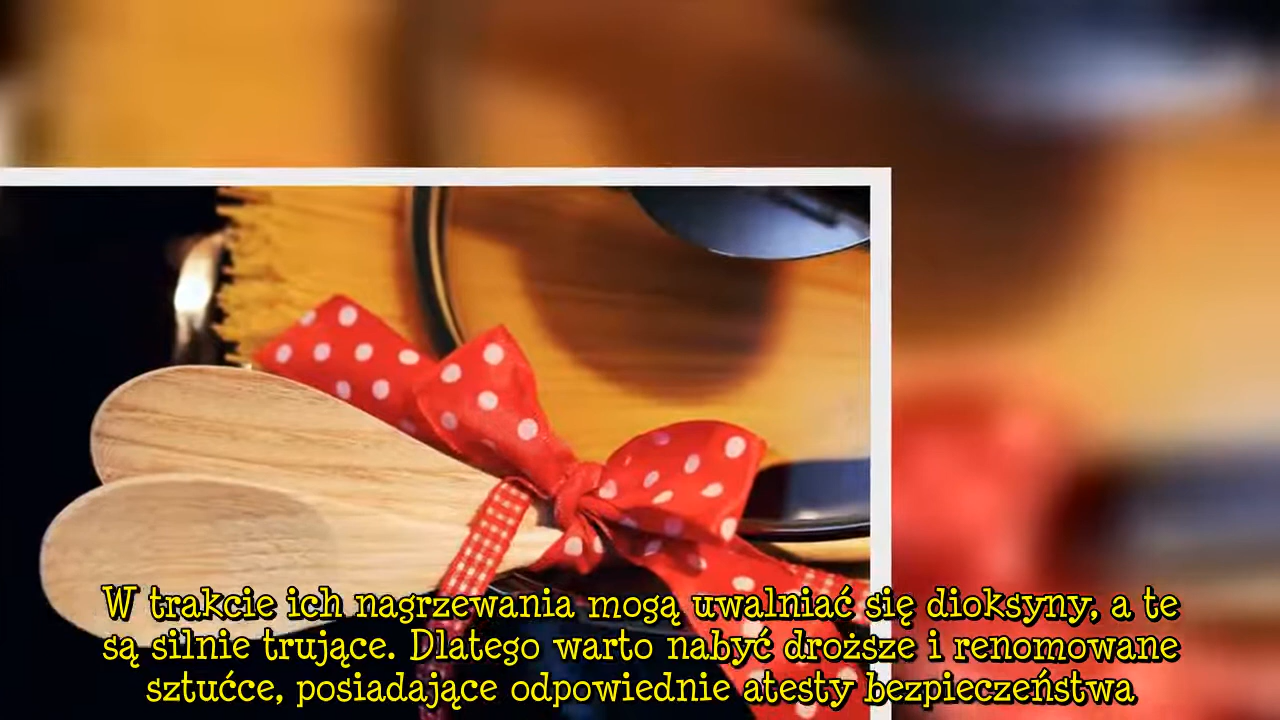 W trakcie ich nagrzewania mogą uwalniać się dioksyny, a te
są silnie trujące. Dlatego warto nabyć droższe i renomowane
sztućce, posiadające odpowiednie atesty bezpieczeństwa